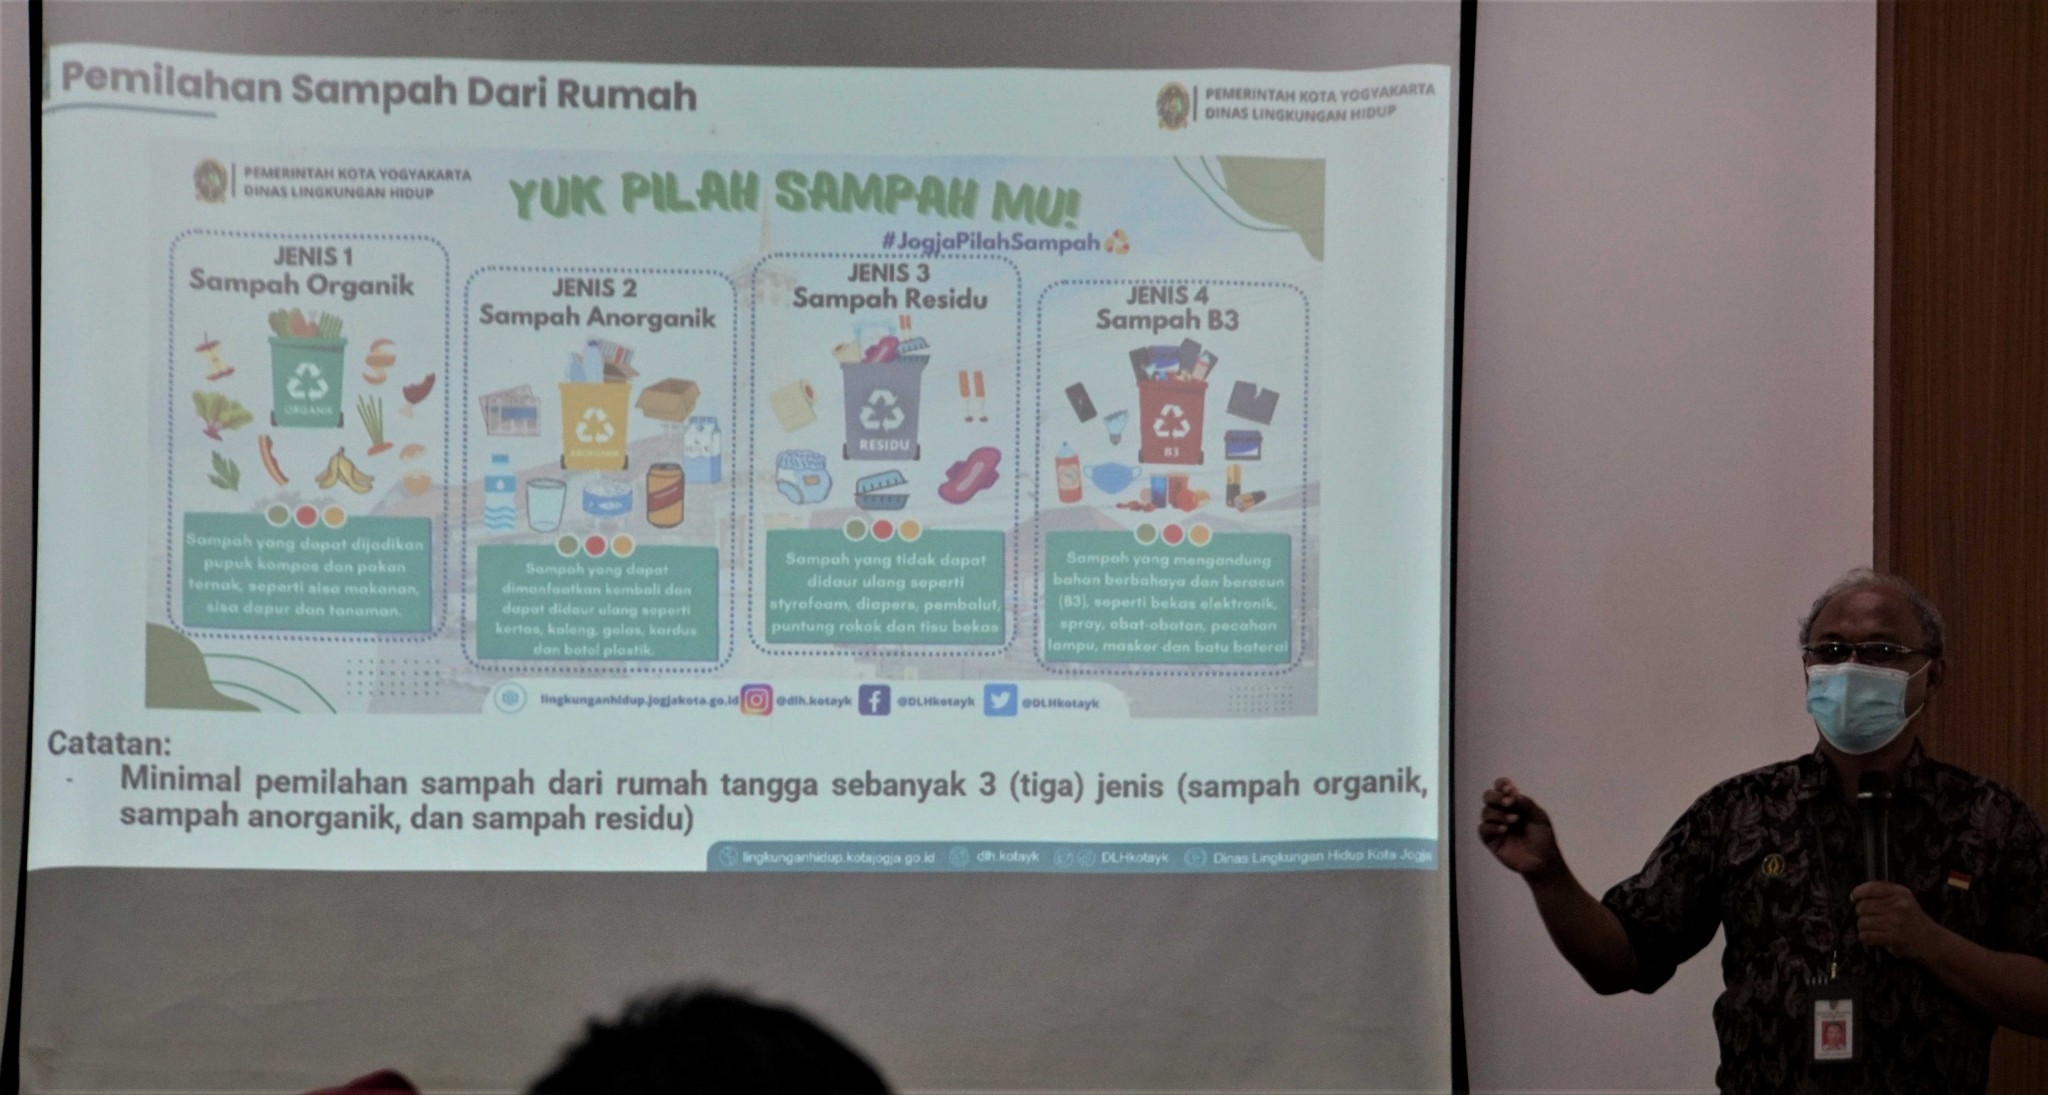 Pemilahan Sampah Dari Rumah
PEMERINTAH KOTA YOGYAKARTA
DINAS LINGKUNGAN HIDUP
PEMERINTAH KOTA YOGYAKARTA
DINAS LINGKUNGAN HIDUP
YUK PILAH SAMPAH MU!
#JogjaPilahSampah
JENIS 1
Sampah Organik
ORGANIK
Sampah yang dapat dijadikan
pupuk kompos dan pakan
ternak, seperti sisa makanan,
sisa dapur dan tanaman.
JENIS 2
Sampah Anorganik
ANORGANIK
Sampah yang dapat
dimanfaatkan kembali dan
dapat didaur ulang seperti
kertas, kaleng, gelas, kardus
dan botol plastik.
JENIS 3
Sampah Residu
RESIDU
Sampah yang tidak dapat
didaur ulang seperti
styrofoam, diapers, pembalut,
puntung rokok dan tisu bekas
JENIS 4
Sampah B3
B3
Sampah yang mengandung
bahan berbahaya dan beracun
(B3), seperti bekas elektronik,
spray, obat-obatan, pecahan
lampu, masker dan batu baterai
lingkunganhidup.jogjakota.go.id @dlh.kotayk @DLHkotayk @DLHkotayk
Catatan:
- Minimal pemilahan sampah dari rumah tangga sebanyak 3 (tiga) jenis (sampah organik,
sampah anorganik, dan sampah residu)
lingkunganhidup.kotajogja.go.id dlh.kotayk DLHkotayk Dinas Lingkungan Hidup Kota Jogja